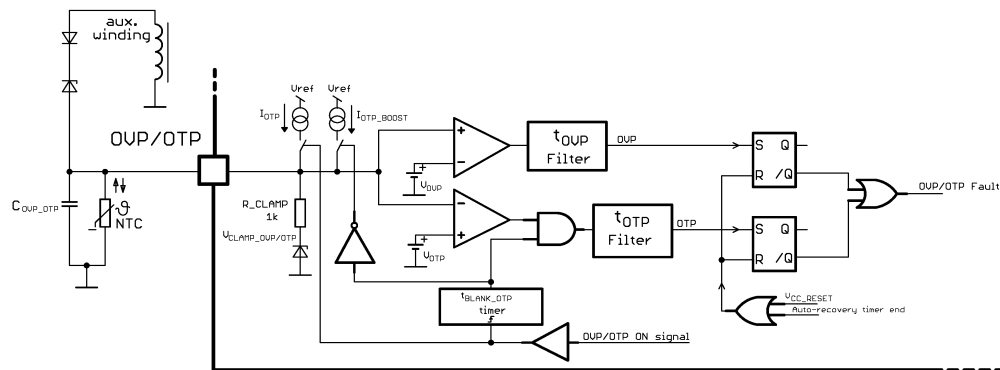 aux.
winding
OVP/OTP
Vref
Vref
I_OTP
I_OTP_BOOST
C_OVP_OTP
ϑ
NTC
R_CLAMP
1k
V_CLAMP_OVP/OTP
+
−
V_OVP
+
−
+
V_OTP
+
t_OVP
Filter
OVP
t_OTP
Filter
OTP
t_BLANK_OTP
timer
S Q
R /Q
S Q
R /Q
OVP/OTP Fault
V_CC_RESET
Auto-recovery timer end
OVP/OTP ON signal